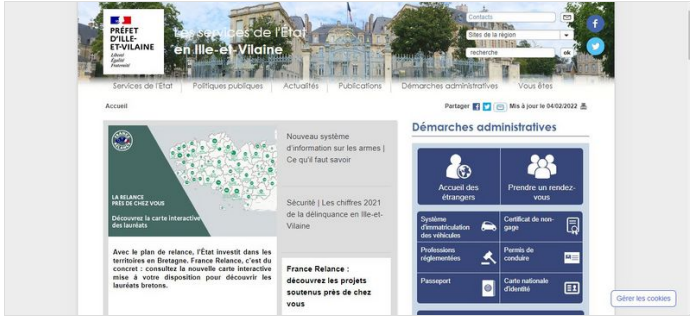 PRÉFET
D'ILLE-
ET-VILAINE
Liberté
Égalité
Fraternité
Les services de l'État
en Ille-et-Vilaine
Contacts
Sites de la région
recherche
ok
Services de l'État
Politiques publiques
Actualités
Publications
Démarches administratives
Vous êtes
Accueil
Partager
Mis à jour le 04/02/2022
LA RELANCE
PRÈS DE CHEZ VOUS
Découvrez la carte interactive
des lauréats
Avec le plan de relance, l'État investit dans les
territoires en Bretagne. France Relance, c'est du
concret : consultez la nouvelle carte interactive
mise à votre disposition pour découvrir les
lauréats bretons.
Nouveau système
d'information sur les armes |
Ce qu'il faut savoir
Sécurité | Les chiffres 2021
de la délinquance en Ille-et-
Vilaine
France Relance :
découvrez les projets
soutenus près de chez
vous
Démarches administratives
Accueil des
étrangers
Prendre un rendez-
vous
Système
d'immatriculation
des véhicules
Certificat de non-
gage
Professions
réglementées
Permis de
conduire
Passeport
Carte nationale
d'identité
Gérer les cookies